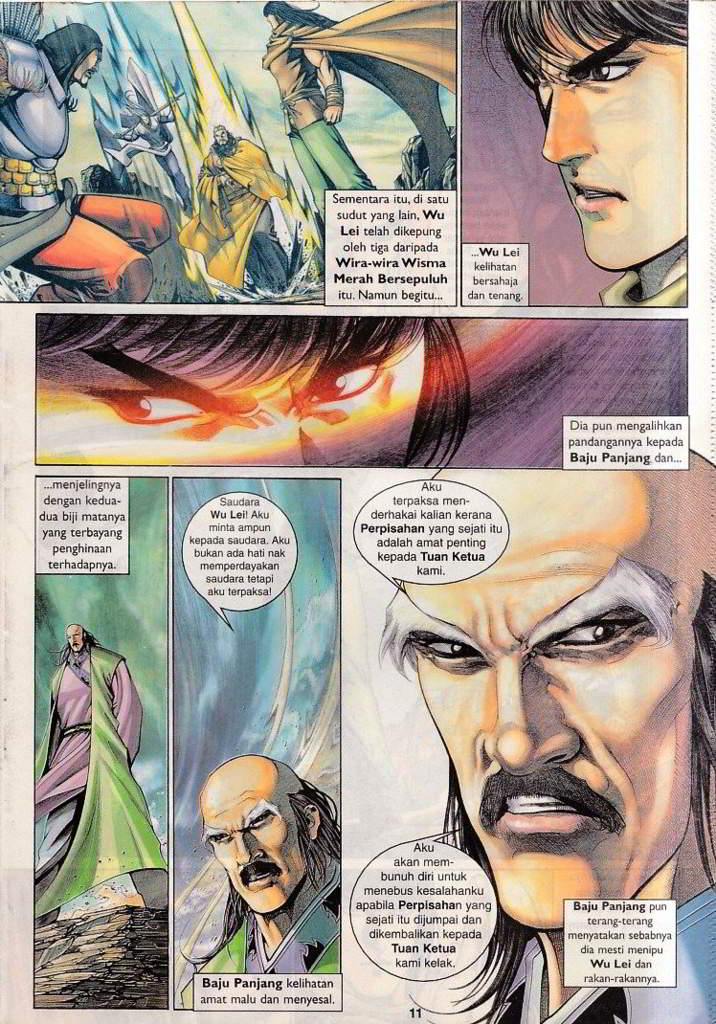 Sementara itu, di satu
sudut yang lain, Wu
Lei telah dikepung
oleh tiga daripada
Wira-wira Wisma
Merah Bersepuluh
itu. Namun begitu...
...Wu Lei
kelihatan
bersahaja
dan tenang.
Dia pun mengalihkan
pandangannya kepada
Baju Panjang dan...
...menjelingnya
dengan kedua-
dua biji matanya
yang terbayang
penghinaan
terhadapnya.
Saudara
Wu Lei! Aku
minta ampun
kepada saudara. Aku
bukan ada hati nak
memperdayakan
saudara tetapi
aku terpaksa!
Baju Panjang kelihatan
amat malu dan menyesal.
Aku
terpaksa men-
derhakai kalian kerana
Perpisahan yang sejati itu
adalah amat penting
kepada Tuan Ketua
kami.
Aku
akan mem-
bunuh diri untuk
menebus kesalahanku
apabila Perpisahan yang
sejati itu dijumpai dan
dikembalikan kepada
Tuan Ketua
kami kelak.
Baju Panjang pun
terang-terang
menyatakan sebabnya
dia mesti menipu
Wu Lei dan
rakan-rakannya.
11